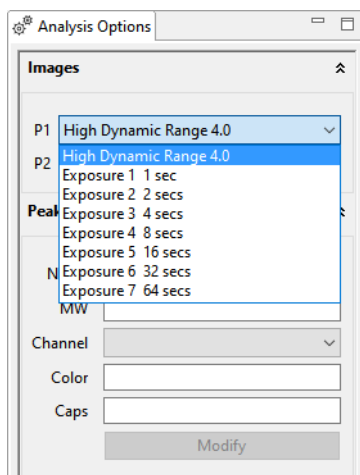 Analysis Options
Images
P1 High Dynamic Range 4.0
High Dynamic Range 4.0
P2
Exposure 1 1 sec
Exposure 2 2 secs
Exposure 3 4 secs
Exposure 4 8 secs
Exposure 5 16 secs
Exposure 6 32 secs
Exposure 7 64 secs
MW
Channel
Color
Caps
Modify